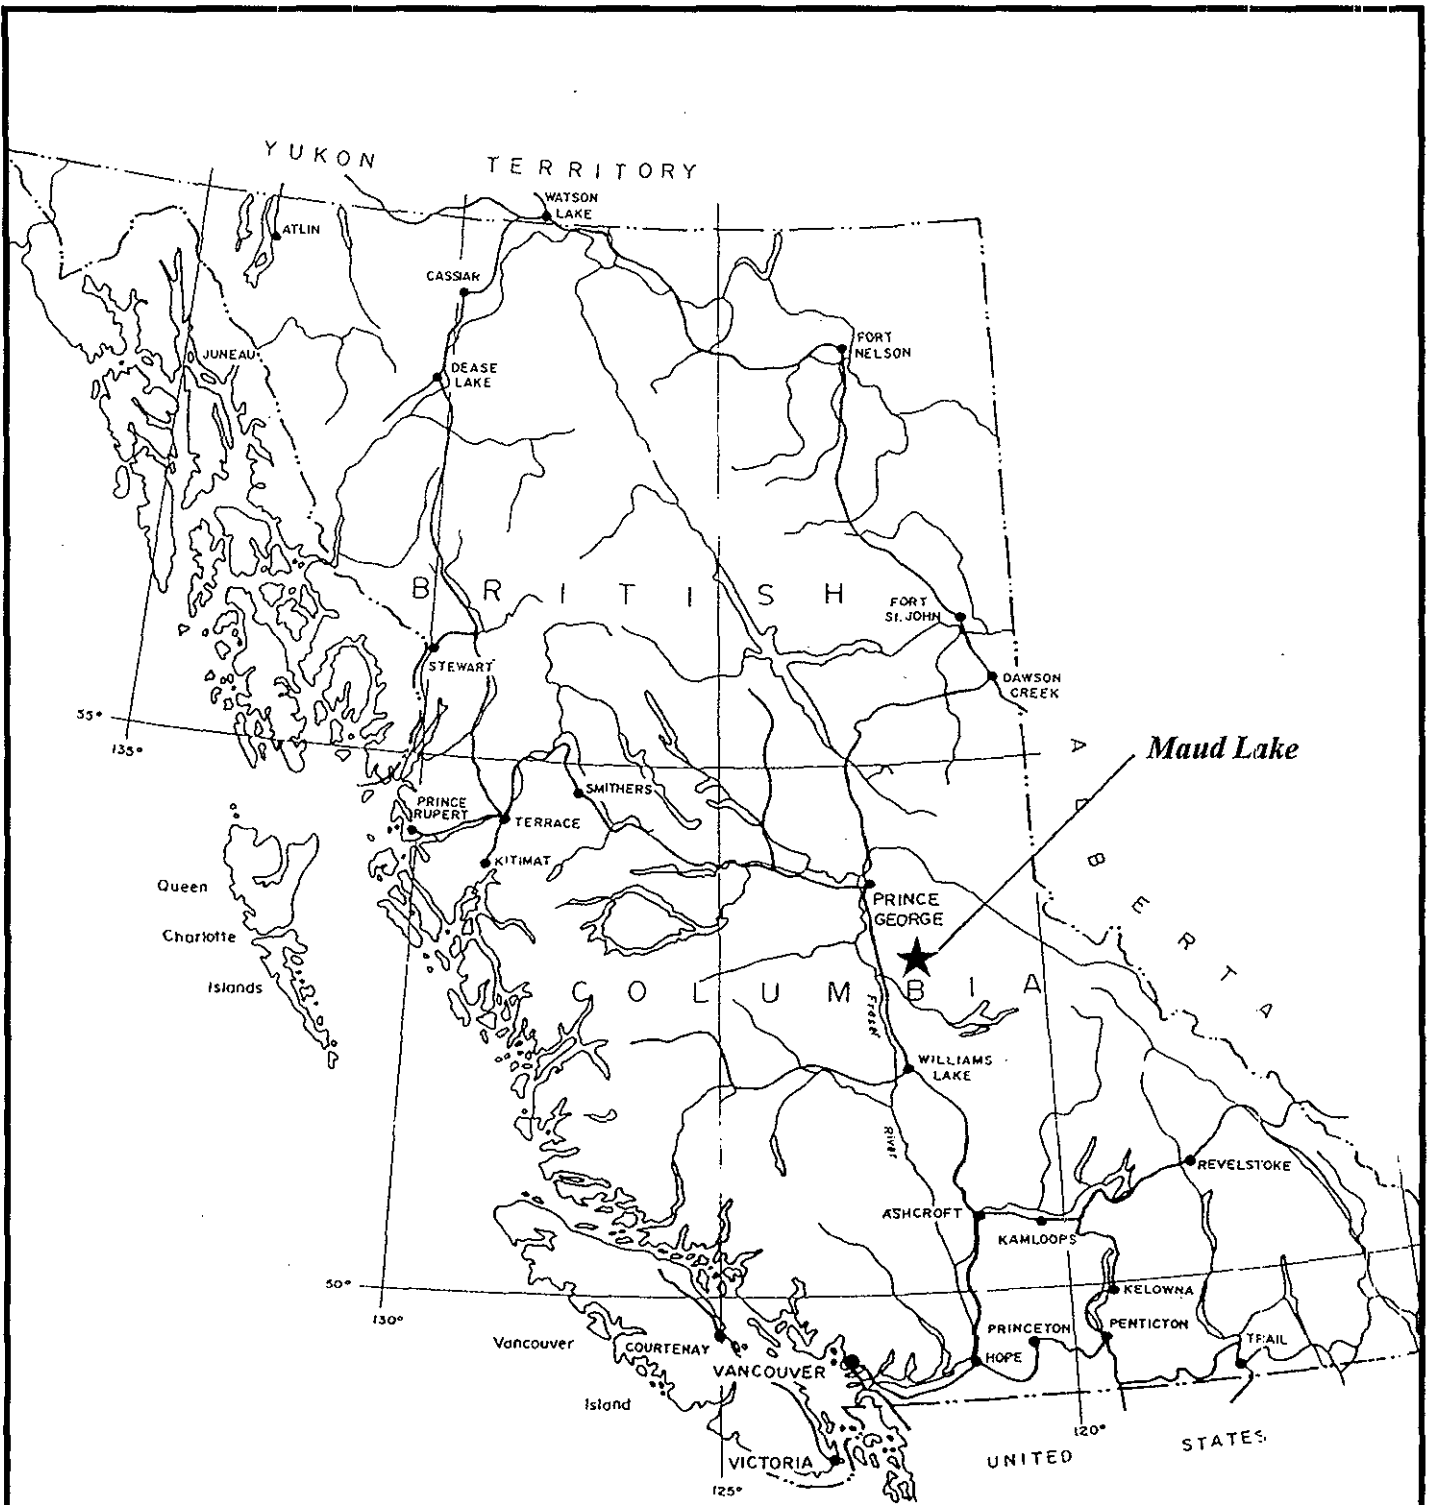 YUKON TERRITORY
WATSON
LAKE
ATLIN
CASSIAR
JUNEAU
FORT
NELSON
DEASE
LAKE
BRITISH
FORT
ST. JOHN
STEWART
DAWSON
CREEK
55°
135°
ALBERTA
Maud Lake
SMITHERS
PRINCE
RUPERT
TERRACE
KITIMAT
Queen
Charlotte
Islands
PRINCE
GEORGE
COLUMBIA
Fraser
River
WILLIAMS
LAKE
REVELSTOKE
ASHCROFT
KAMLOOPS
50°
130°
KELOWNA
PRINCETON
PENTICTON
TRAIL
Vancouver
Island
COURTENAY
VANCOUVER
HOPE
120°
UNITED STATES
VICTORIA
125°